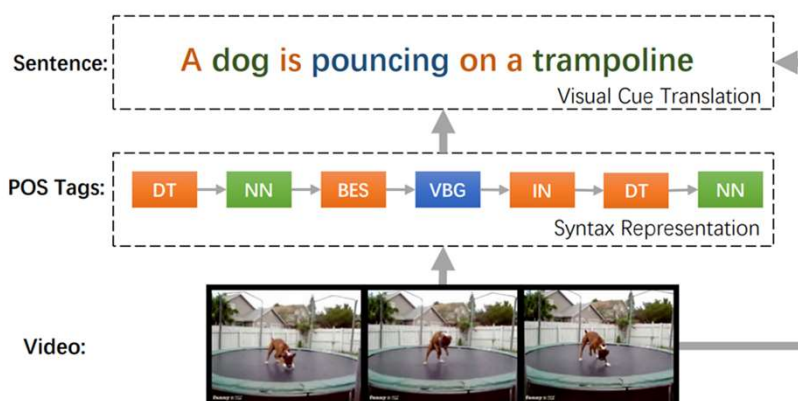 Sentence: A dog is pouncing on a trampoline
Visual Cue Translation
POS Tags: DT NN BES VBG IN DT NN
Syntax Representation
Video: